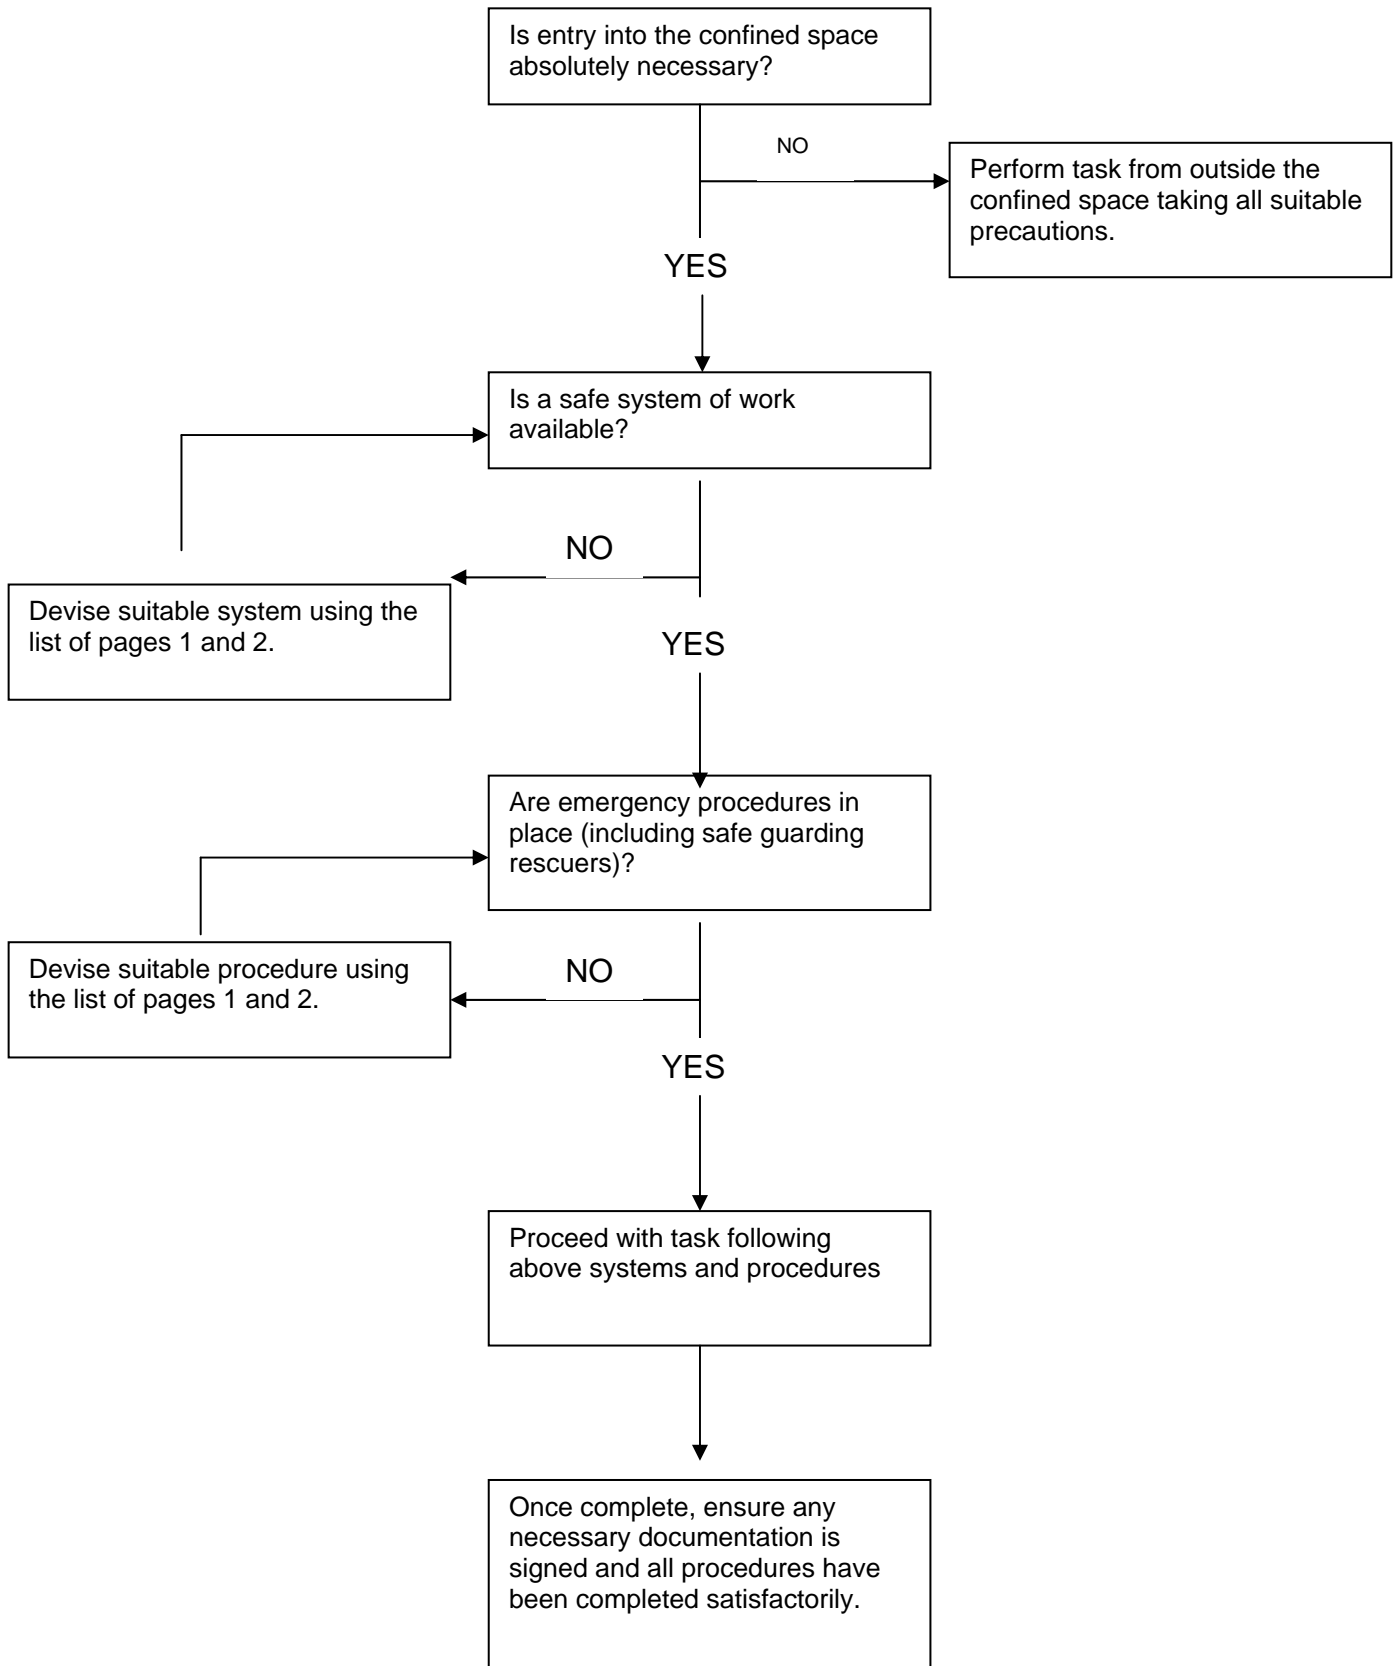 Is entry into the confined space
absolutely necessary?
NO
Perform task from outside the
confined space taking all suitable
precautions.
YES
Is a safe system of work
available?
NO
Devise suitable system using the
list of pages 1 and 2.
YES
Are emergency procedures in
place (including safe guarding
rescuers)?
Devise suitable procedure using
the list of pages 1 and 2.
NO
YES
Proceed with task following
above systems and procedures
Once complete, ensure any
necessary documentation is
signed and all procedures have
been completed satisfactorily.